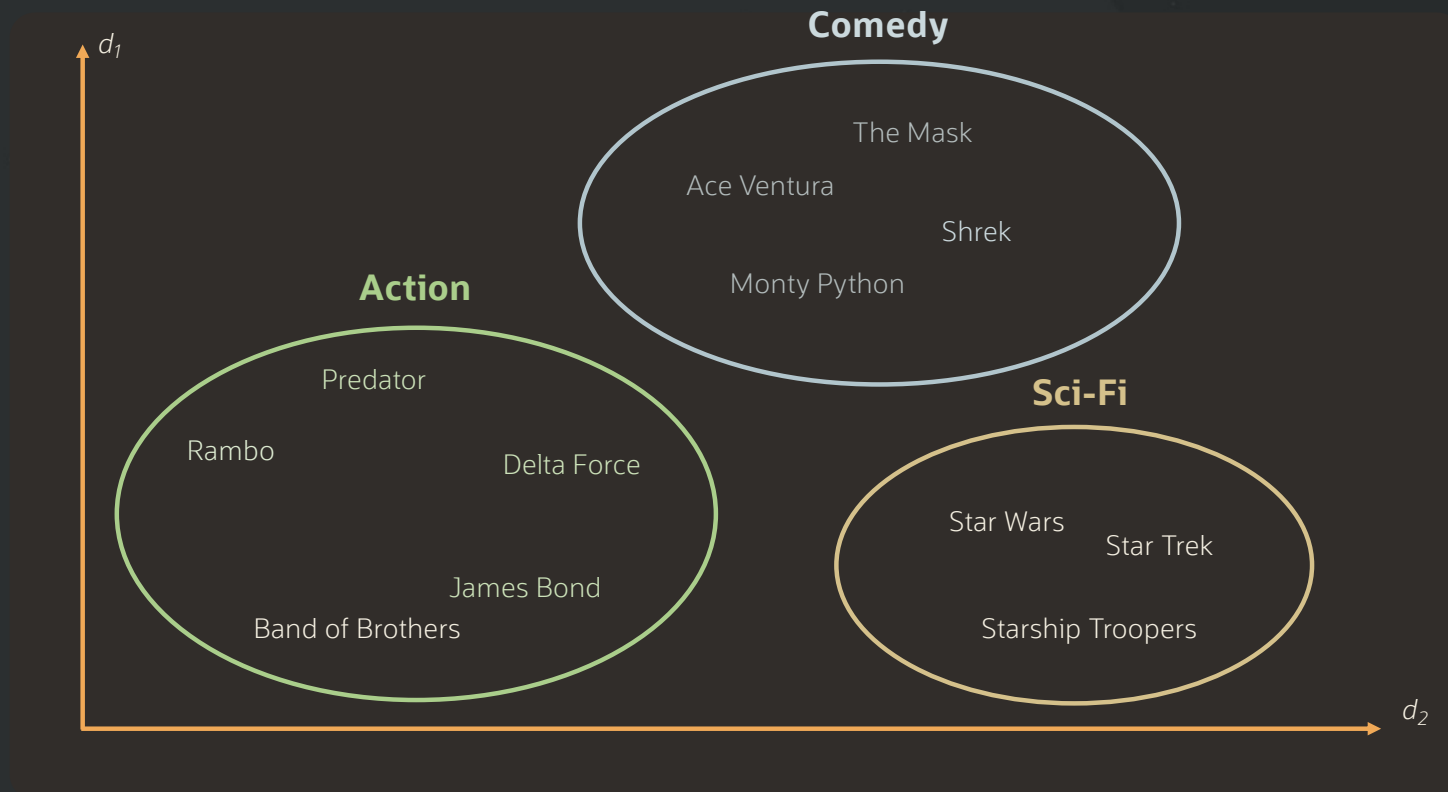 Comedy
d1
The Mask
Ace Ventura
Shrek
Monty Python
Action
Predator
Rambo
Delta Force
James Bond
Band of Brothers
Sci-Fi
Star Wars
Star Trek
Starship Troopers
d2